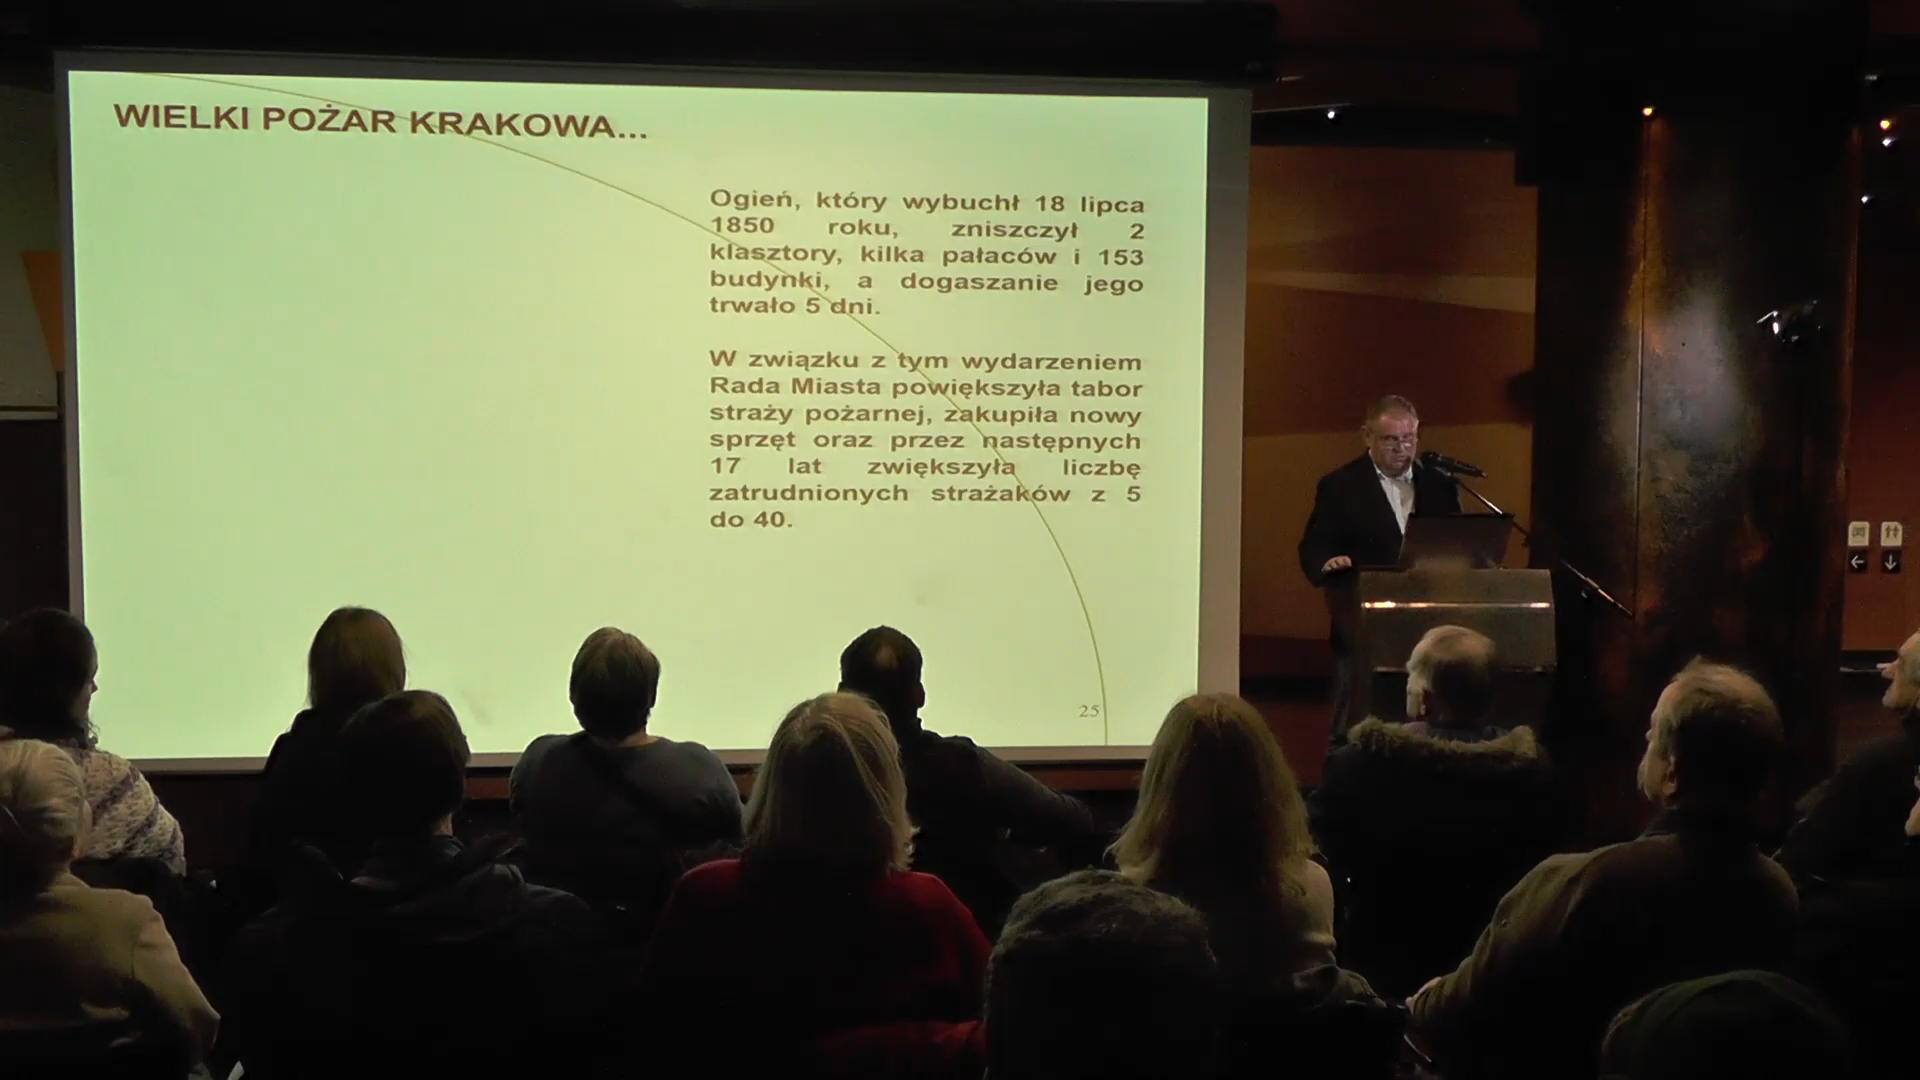 WIELKI POŻAR KRAKOWA...
Ogień, który wybuchł 18 lipca
1850 roku, zniszczył 2
klasztory, kilka pałaców i 153
budynki, a dogaszanie jego
trwało 5 dni.
W związku z tym wydarzeniem
Rada Miasta powiększyła tabor
straży pożarnej, zakupiła nowy
sprzęt oraz przez następnych
17 lat zwiększyła liczbę
zatrudnionych strażaków z 5
do 40.
25